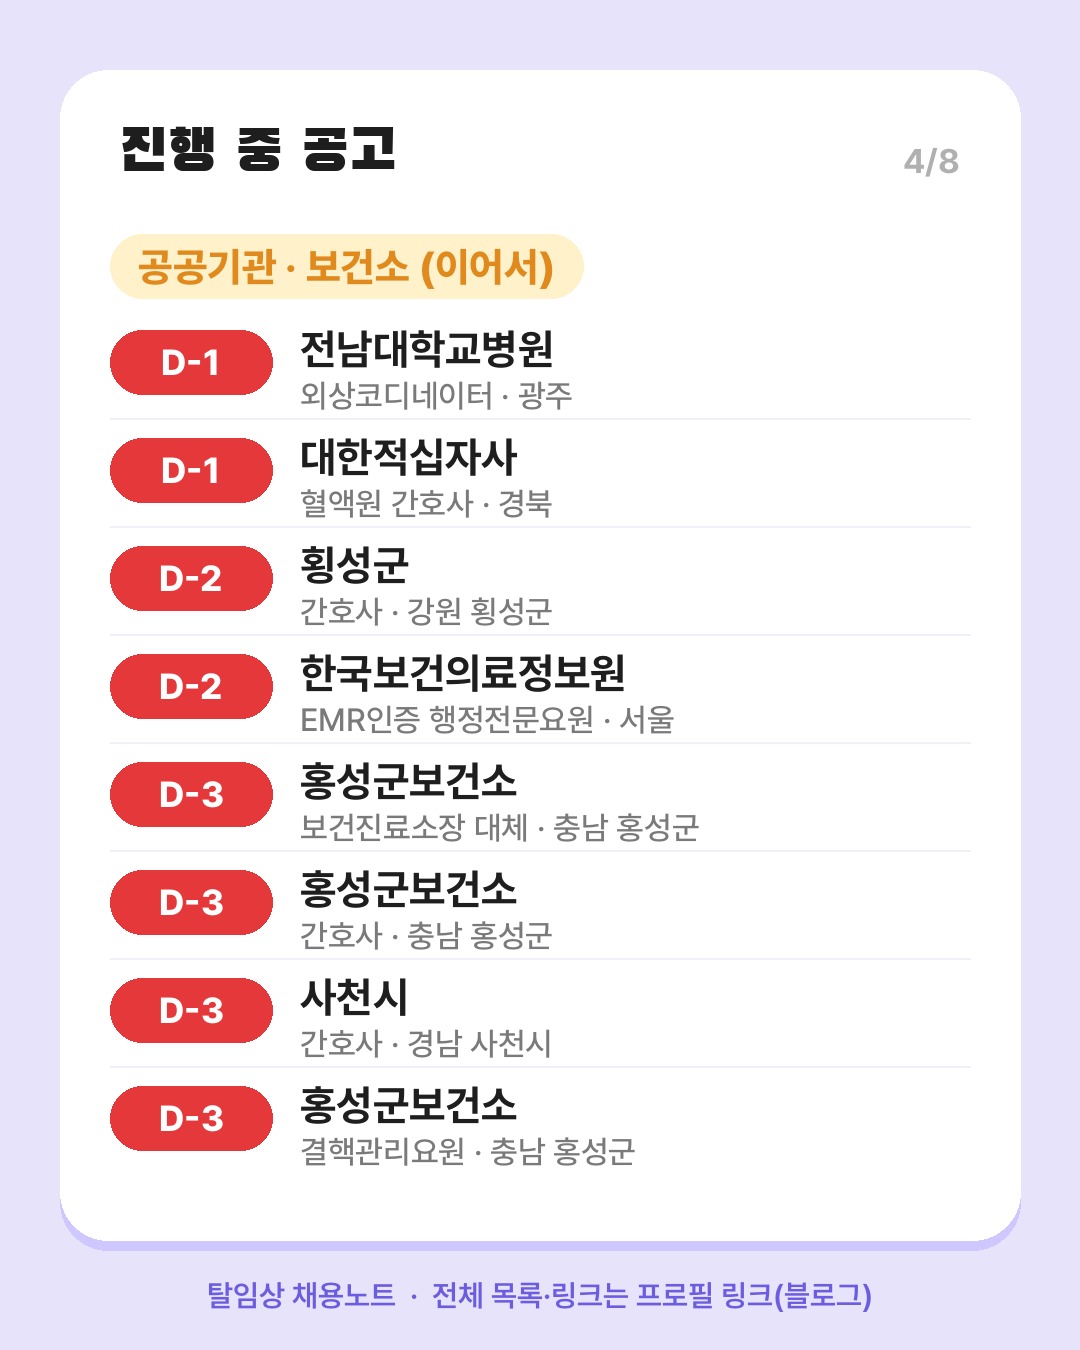 진행 중 공고
4/8
공공기관 · 보건소 (이어서)
D-1
전남대학교병원
외상코디네이터 · 광주
D-1
대한적십자사
혈액원 간호사 · 경북
D-2
횡성군
간호사 · 강원 횡성군
D-2
한국보건의료정보원
EMR인증 행정전문요원 · 서울
D-3
홍성군보건소
보건진료소장 대체 · 충남 홍성군
D-3
홍성군보건소
간호사 · 충남 홍성군
D-3
사천시
간호사 · 경남 사천시
D-3
홍성군보건소
결핵관리요원 · 충남 홍성군
탈임상 채용노트 · 전체 목록·링크는 프로필 링크(블로그)